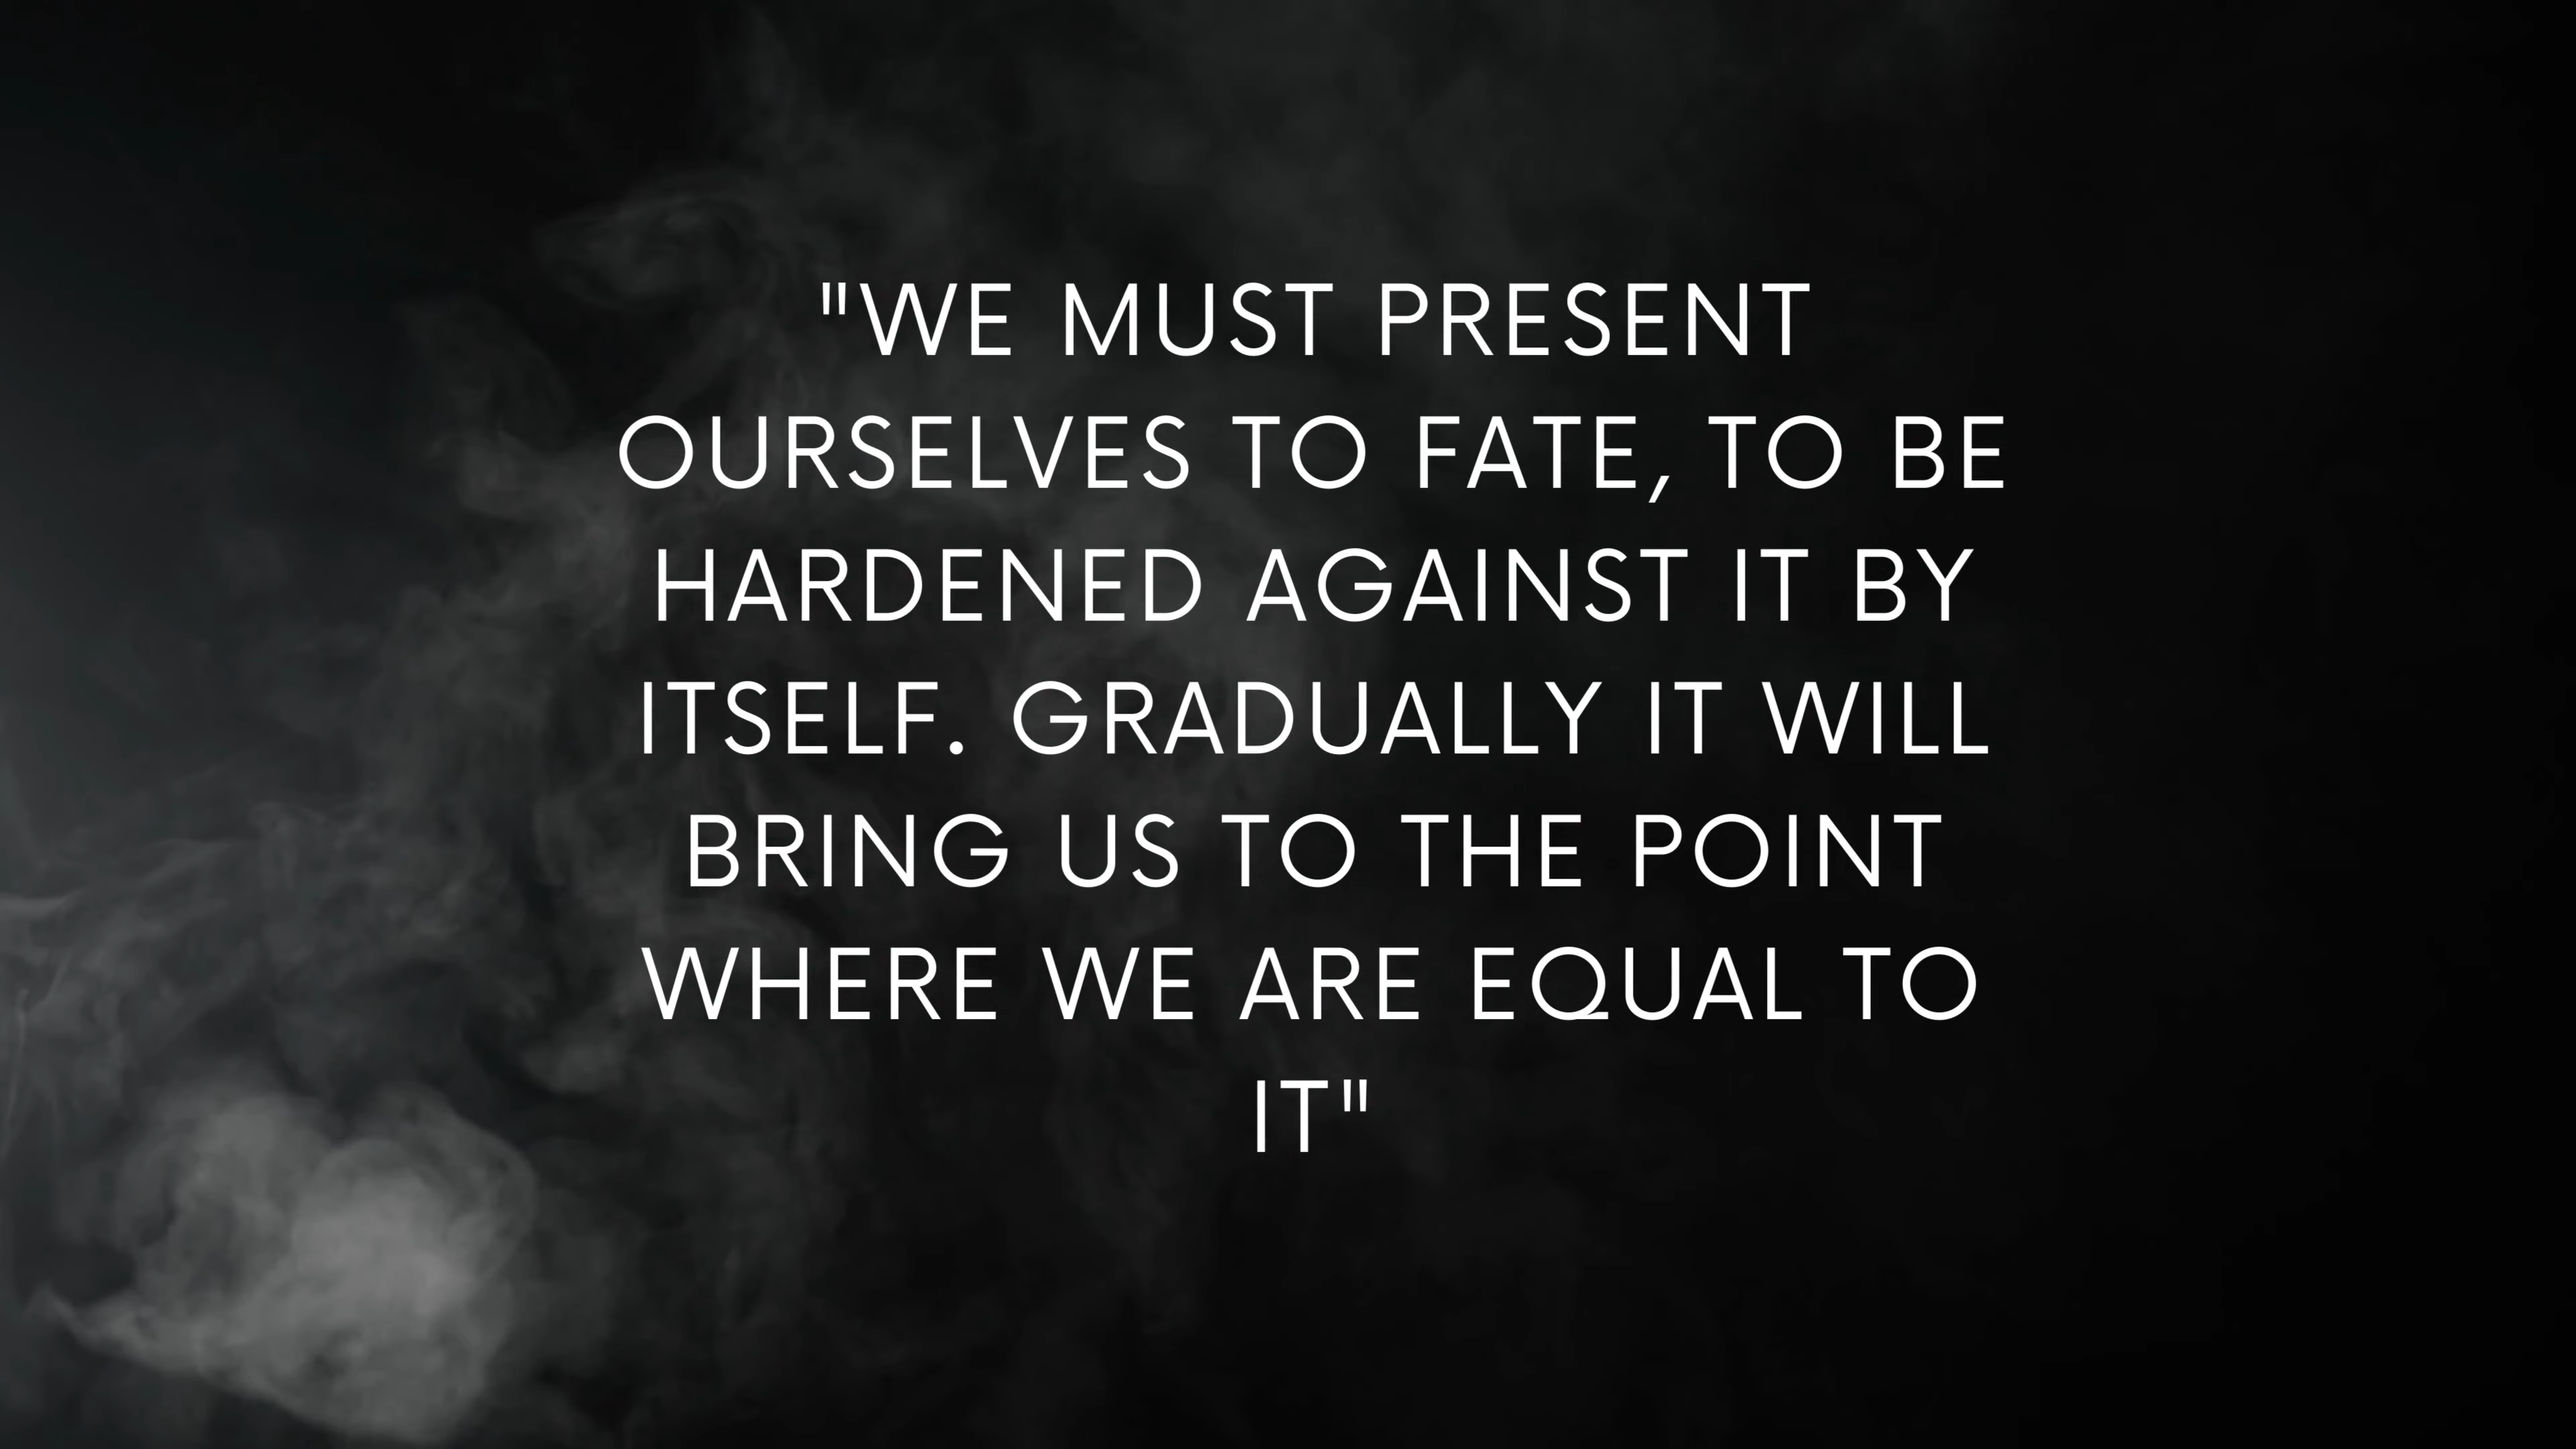 "WE MUST PRESENT
OURSELVES TO FATE, TO BE
HARDENED AGAINST IT BY
ITSELF. GRADUALLY IT WILL
BRING US TO THE POINT
WHERE WE ARE EQUAL TO
IT"